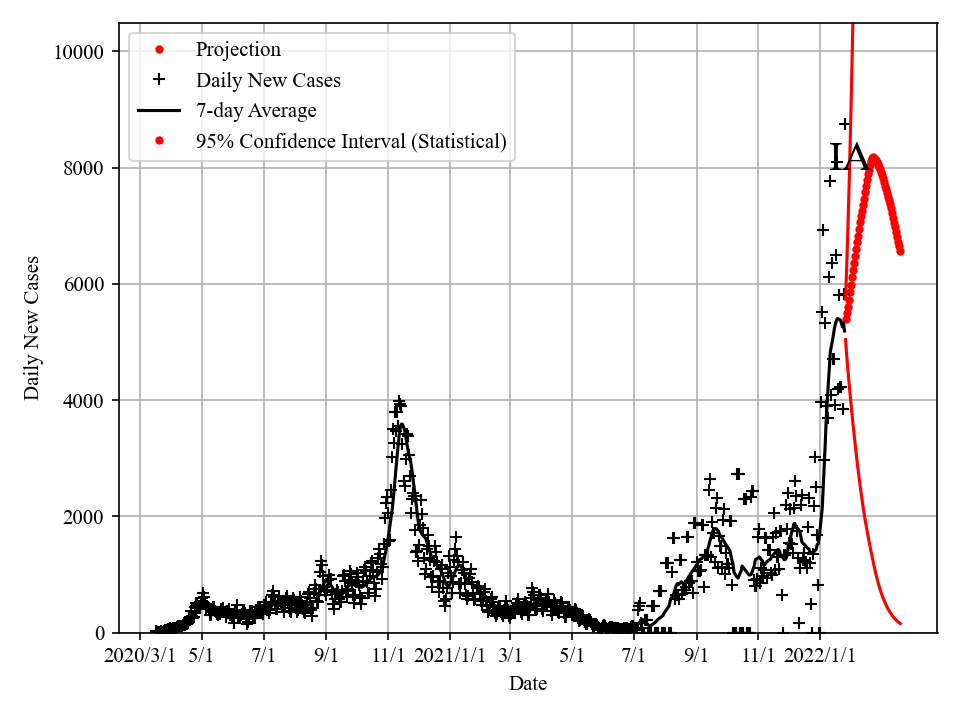 10000
8000
6000
4000
2000
0
Daily New Cases
Projection
Daily New Cases
7-day Average
95% Confidence Interval (Statistical)
IA
2020/3/1 5/1 7/1 9/1 11/1 2021/1/1 3/1 5/1 7/1 9/1 11/1 2022/1/1
Date